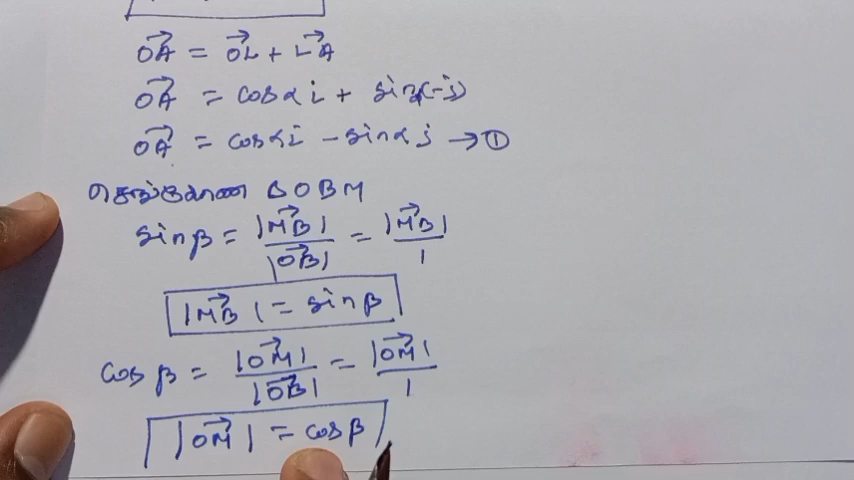 OA⃗ = OL⃗ + LA⃗
OA⃗ = cosα i + sinα(-j)
OA⃗ = cosα i - sinα j → ①
செங்கோண ΔOBM
sinβ = |MB⃗| / |OB⃗| = |MB⃗| / 1
|MB⃗| = sinβ
cosβ = |OM⃗| / |OB⃗| = |OM⃗| / 1
|OM⃗| = cosβ